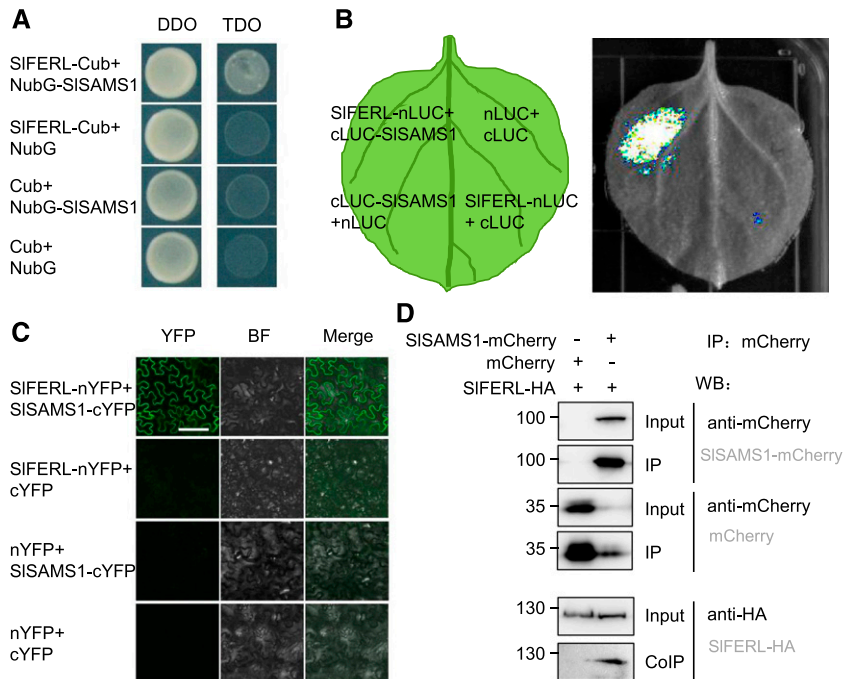 A
DDO TDO
SlFERL-Cub+
NubG-SlSAMS1
SlFERL-Cub+
NubG
Cub+
NubG-SlSAMS1
Cub+
NubG
B
SlFERL-nLUC+
cLUC-SlSAMS1
nLUC+
cLUC
cLUC-SlSAMS1
+nLUC
SlFERL-nLUC
+ cLUC
C
YFP BF Merge
SlFERL-nYFP+
SlSAMS1-cYFP
SlFERL-nYFP+
cYFP
nYFP+
SlSAMS1-cYFP
nYFP+
cYFP
D
SlSAMS1-mCherry - + IP: mCherry
mCherry + -
SlFERL-HA + + WB:
100 Input anti-mCherry
100 IP SlSAMS1-mCherry
35 Input anti-mCherry
35 IP mCherry
130 Input anti-HA
130 CoIP SlFERL-HA